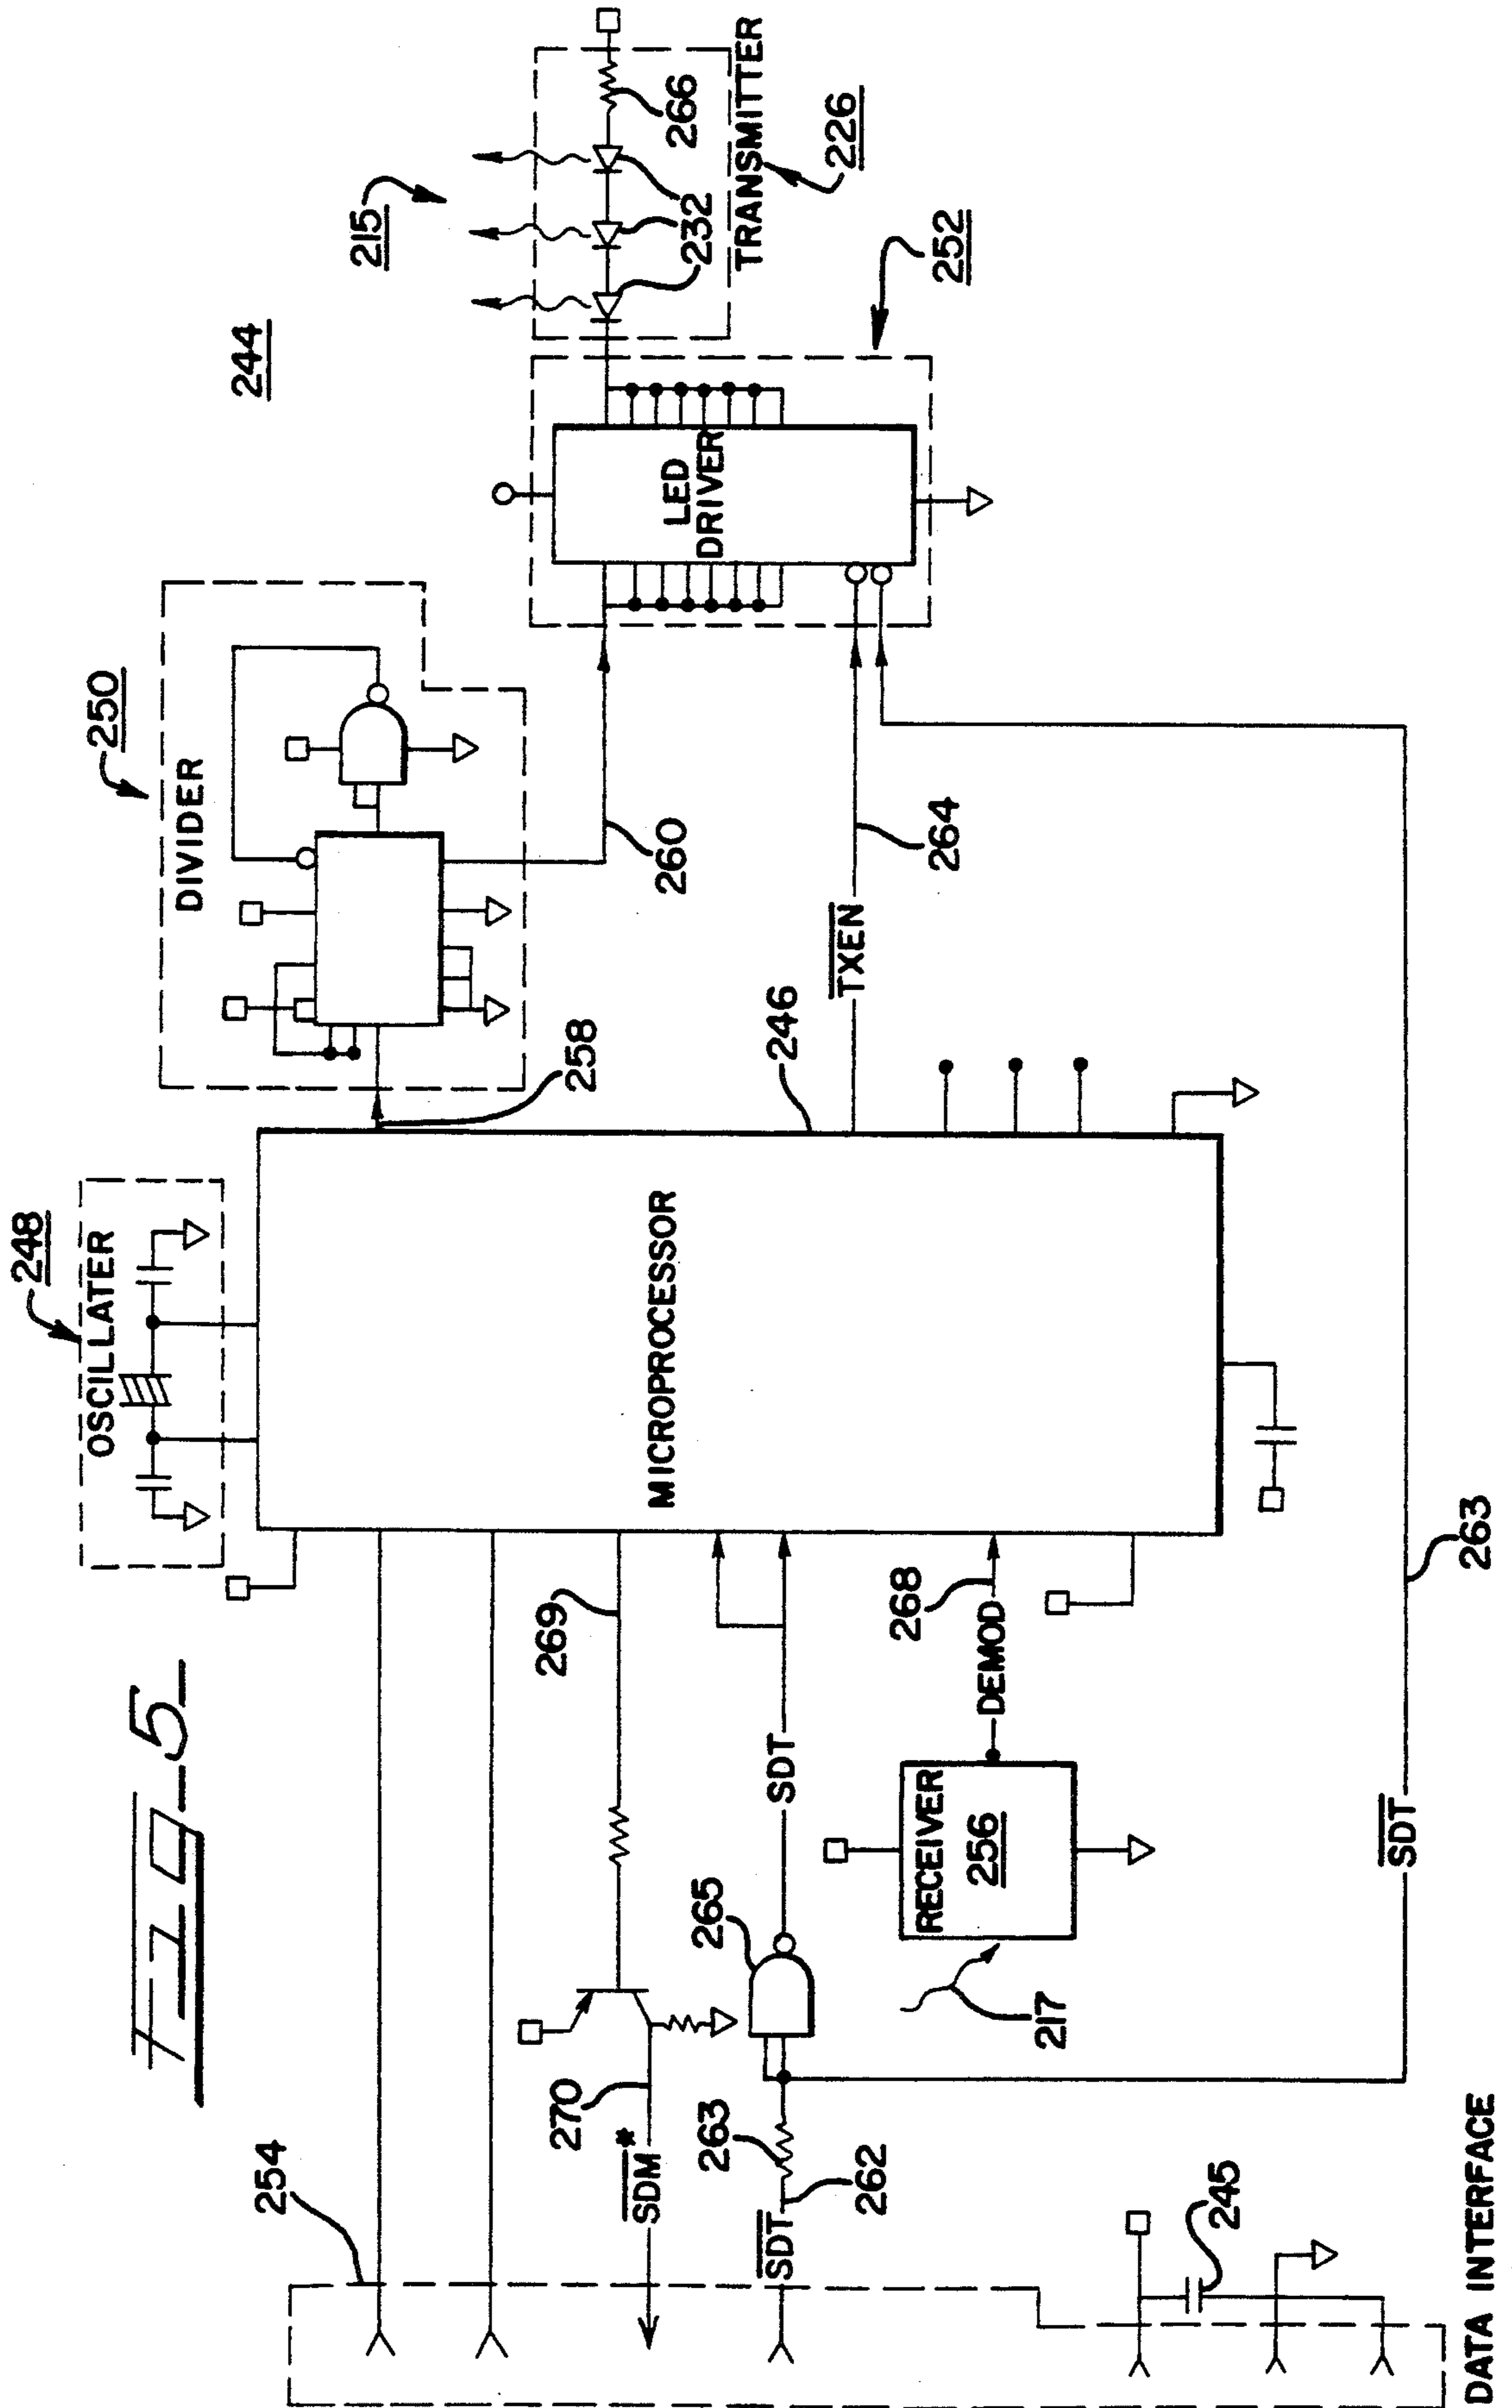 FIG. 5
244
248
OSCILLATER
250
DIVIDER
215
266
232
TRANSMITTER
226
252
LED
DRIVER
258
260
TXEN
264
246
MICROPROCESSOR
254
269
270
SDM*
SDT
262
263
265
SDT
RECEIVER
256
217
DEMOD
268
245
SDT
263
DATA INTERFACE